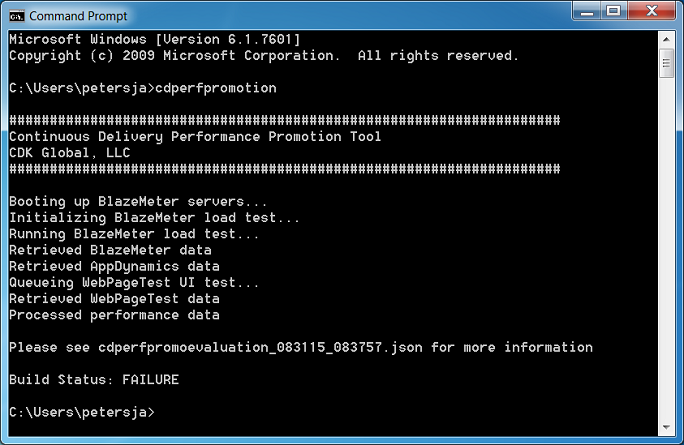 Command Prompt
Microsoft Windows [Version 6.1.7601]
Copyright (c) 2009 Microsoft Corporation.  All rights reserved.
C:\Users\petersja>cdperfpromotion
######################################################################
Continuous Delivery Performance Promotion Tool
CDK Global, LLC
######################################################################
Booting up BlazeMeter servers...
Initializing BlazeMeter load test...
Running BlazeMeter load test...
Retrieved BlazeMeter data
Retrieved AppDynamics data
Queueing WebPageTest UI test...
Retrieved WebPageTest data
Processed performance data
Please see cdperfpromoevaluation_083115_083757.json for more information
Build Status: FAILURE
C:\Users\petersja>